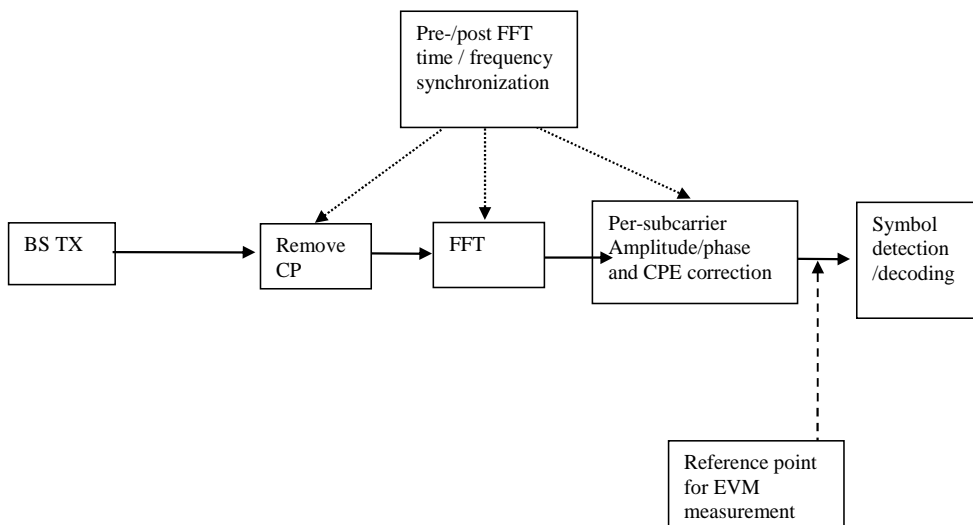 Pre-/post FFT
time / frequency
synchronization
BS TX
Remove
CP
FFT
Per-subcarrier
Amplitude/phase
and CPE correction
Symbol
detection
/decoding
Reference point
for EVM
measurement